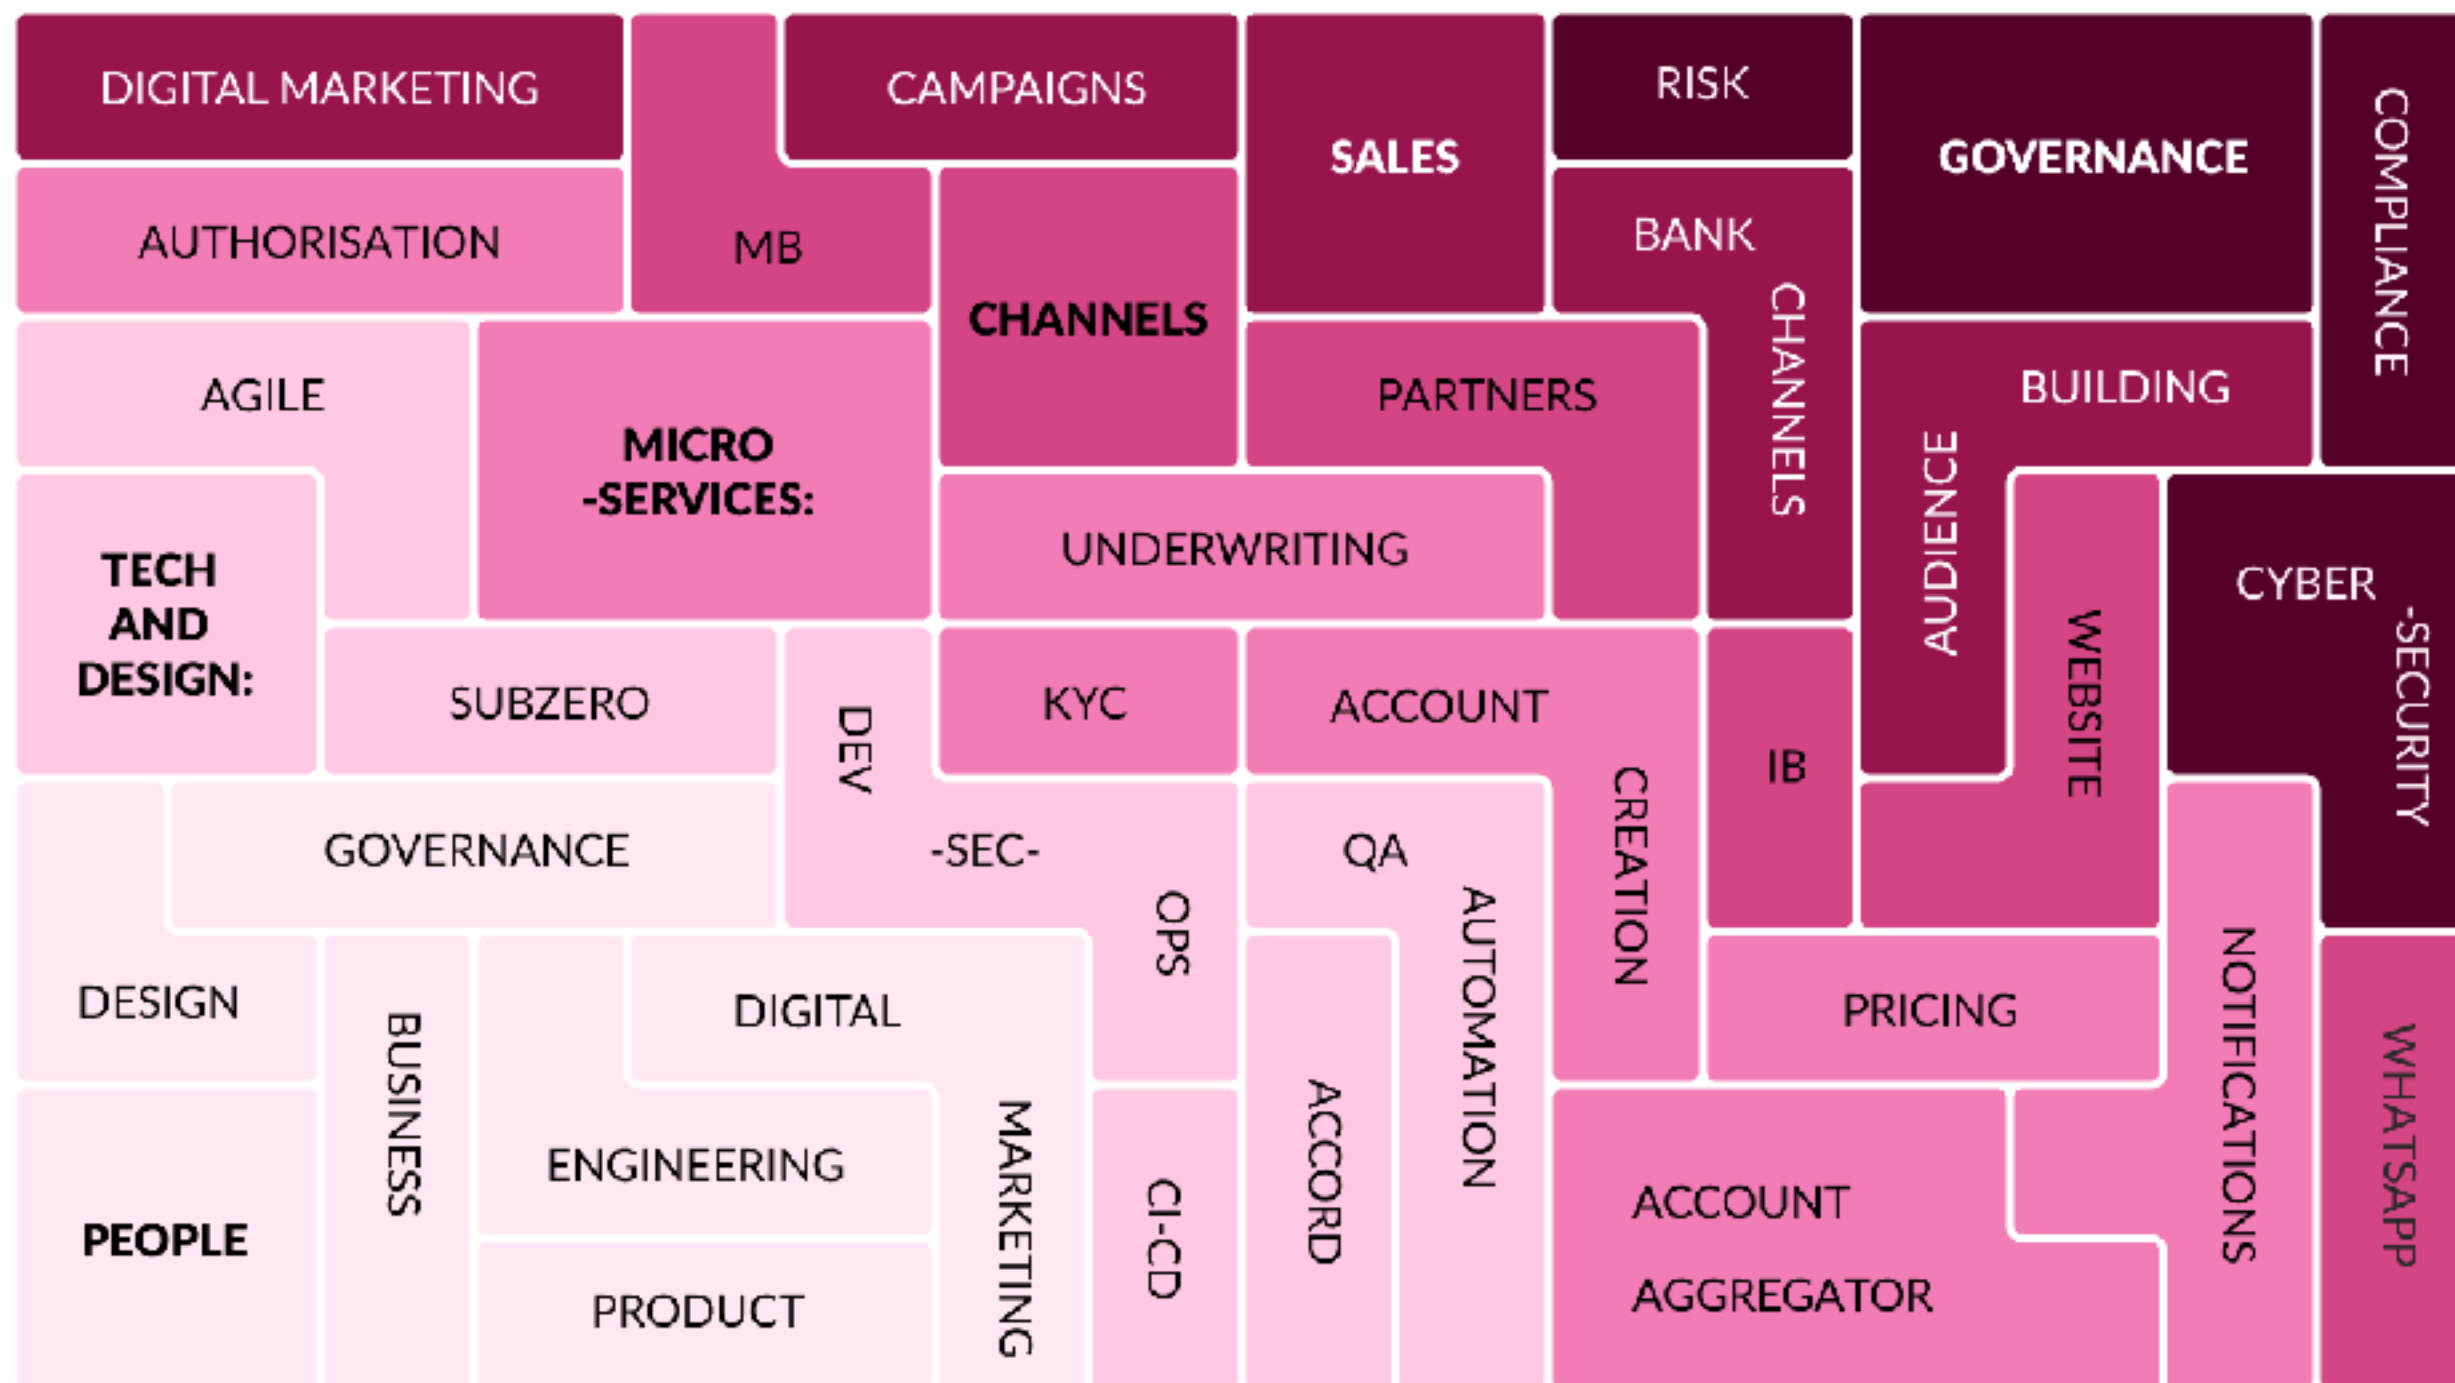 DIGITAL MARKETING
CAMPAIGNS
SALES
RISK
GOVERNANCE
COMPLIANCE
AUTHORISATION
MB
CHANNELS
BANK
CHANNELS
AGILE
MICRO
-SERVICES:
PARTNERS
BUILDING
AUDIENCE
TECH
AND
DESIGN:
UNDERWRITING
WEBSITE
CYBER
-SECURITY
SUBZERO
DEV
-SEC-
OPS
KYC
ACCOUNT
CREATION
IB
GOVERNANCE
QA
AUTOMATION
DESIGN
BUSINESS
DIGITAL
MARKETING
ACCORD
PRICING
NOTIFICATIONS
WHATSAPP
PEOPLE
ENGINEERING
CI-CD
ACCOUNT
AGGREGATOR
PRODUCT